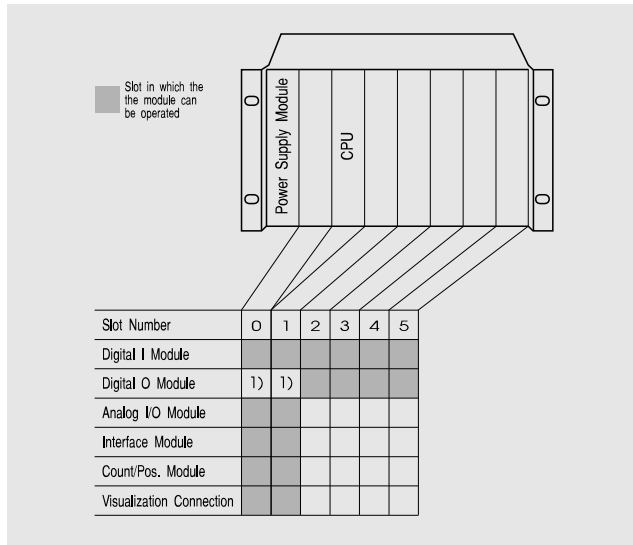 Slot in which the
the module can
be operated
Power Supply Module
CPU
Slot Number 0 1 2 3 4 5
Digital I Module
Digital O Module 1) 1)
Analog I/O Module
Interface Module
Count/Pos. Module
Visualization Connection